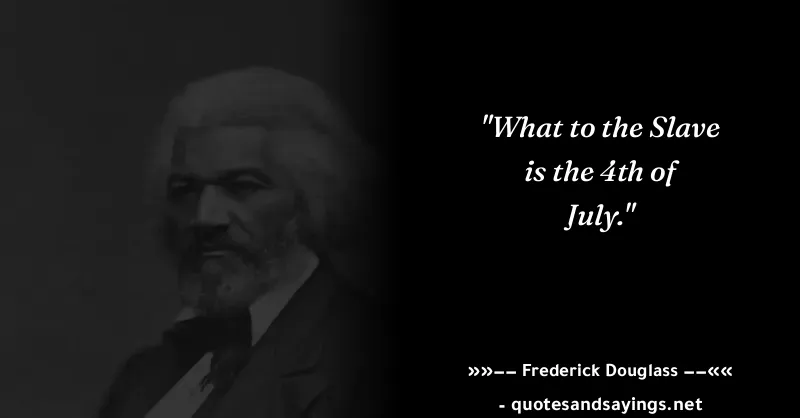 "What to the Slave
is the 4th of
July."
»»–– Frederick Douglass ––««
- quotesandsayings.net